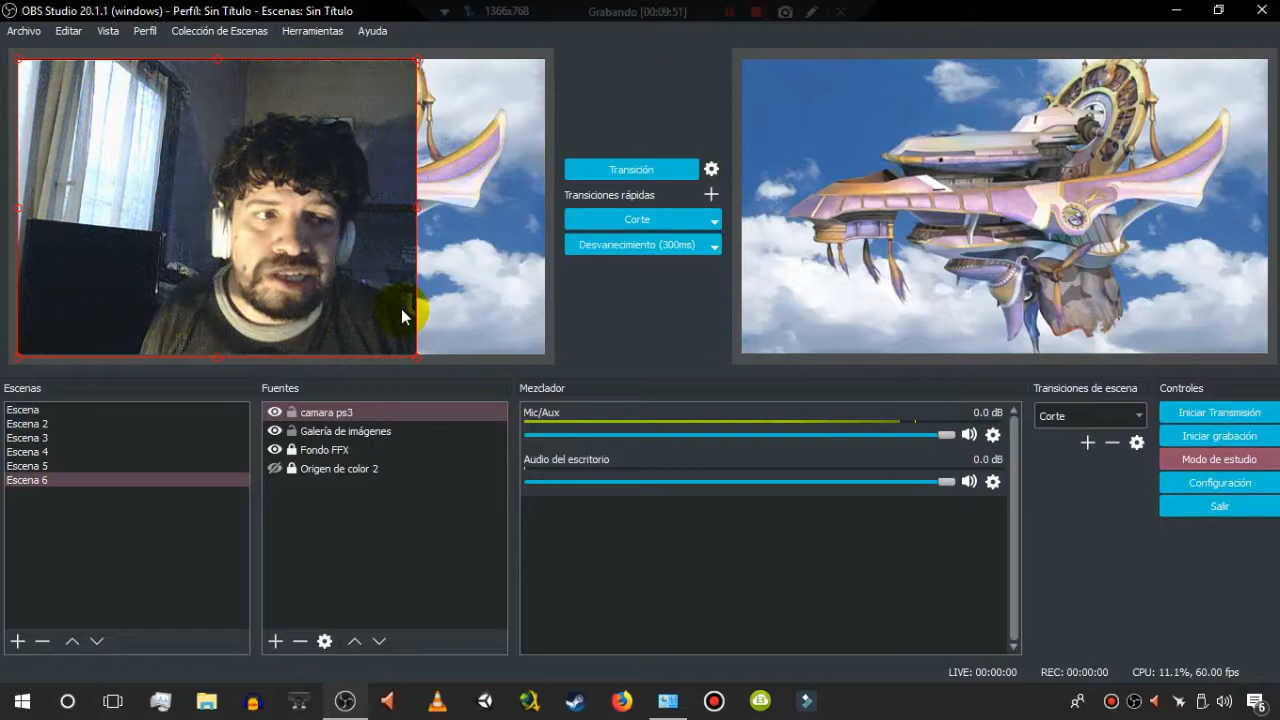 OBS Studio 20.1.1 (windows) - Perfil: Sin Título - Escenas: Sin Título
1366x768
Grabando [00:09:51]
Archivo Editar Vista Perfil Colección de Escenas Herramientas Ayuda
Transición
Transiciones rápidas
Corte
Desvanecimiento (300ms)
Escenas
Escena
Escena 2
Escena 3
Escena 4
Escena 5
Escena 6
Fuentes
camara ps3
Galería de imágenes
Fondo FFX
Origen de color 2
Mezclador
Mic/Aux 0.0 dB
Audio del escritorio 0.0 dB
Transiciones de escena
Corte
Controles
Iniciar Transmisión
Iniciar grabación
Modo de estudio
Configuración
Salir
LIVE: 00:00:00 REC: 00:00:00 CPU: 11.1%, 60.00 fps
6